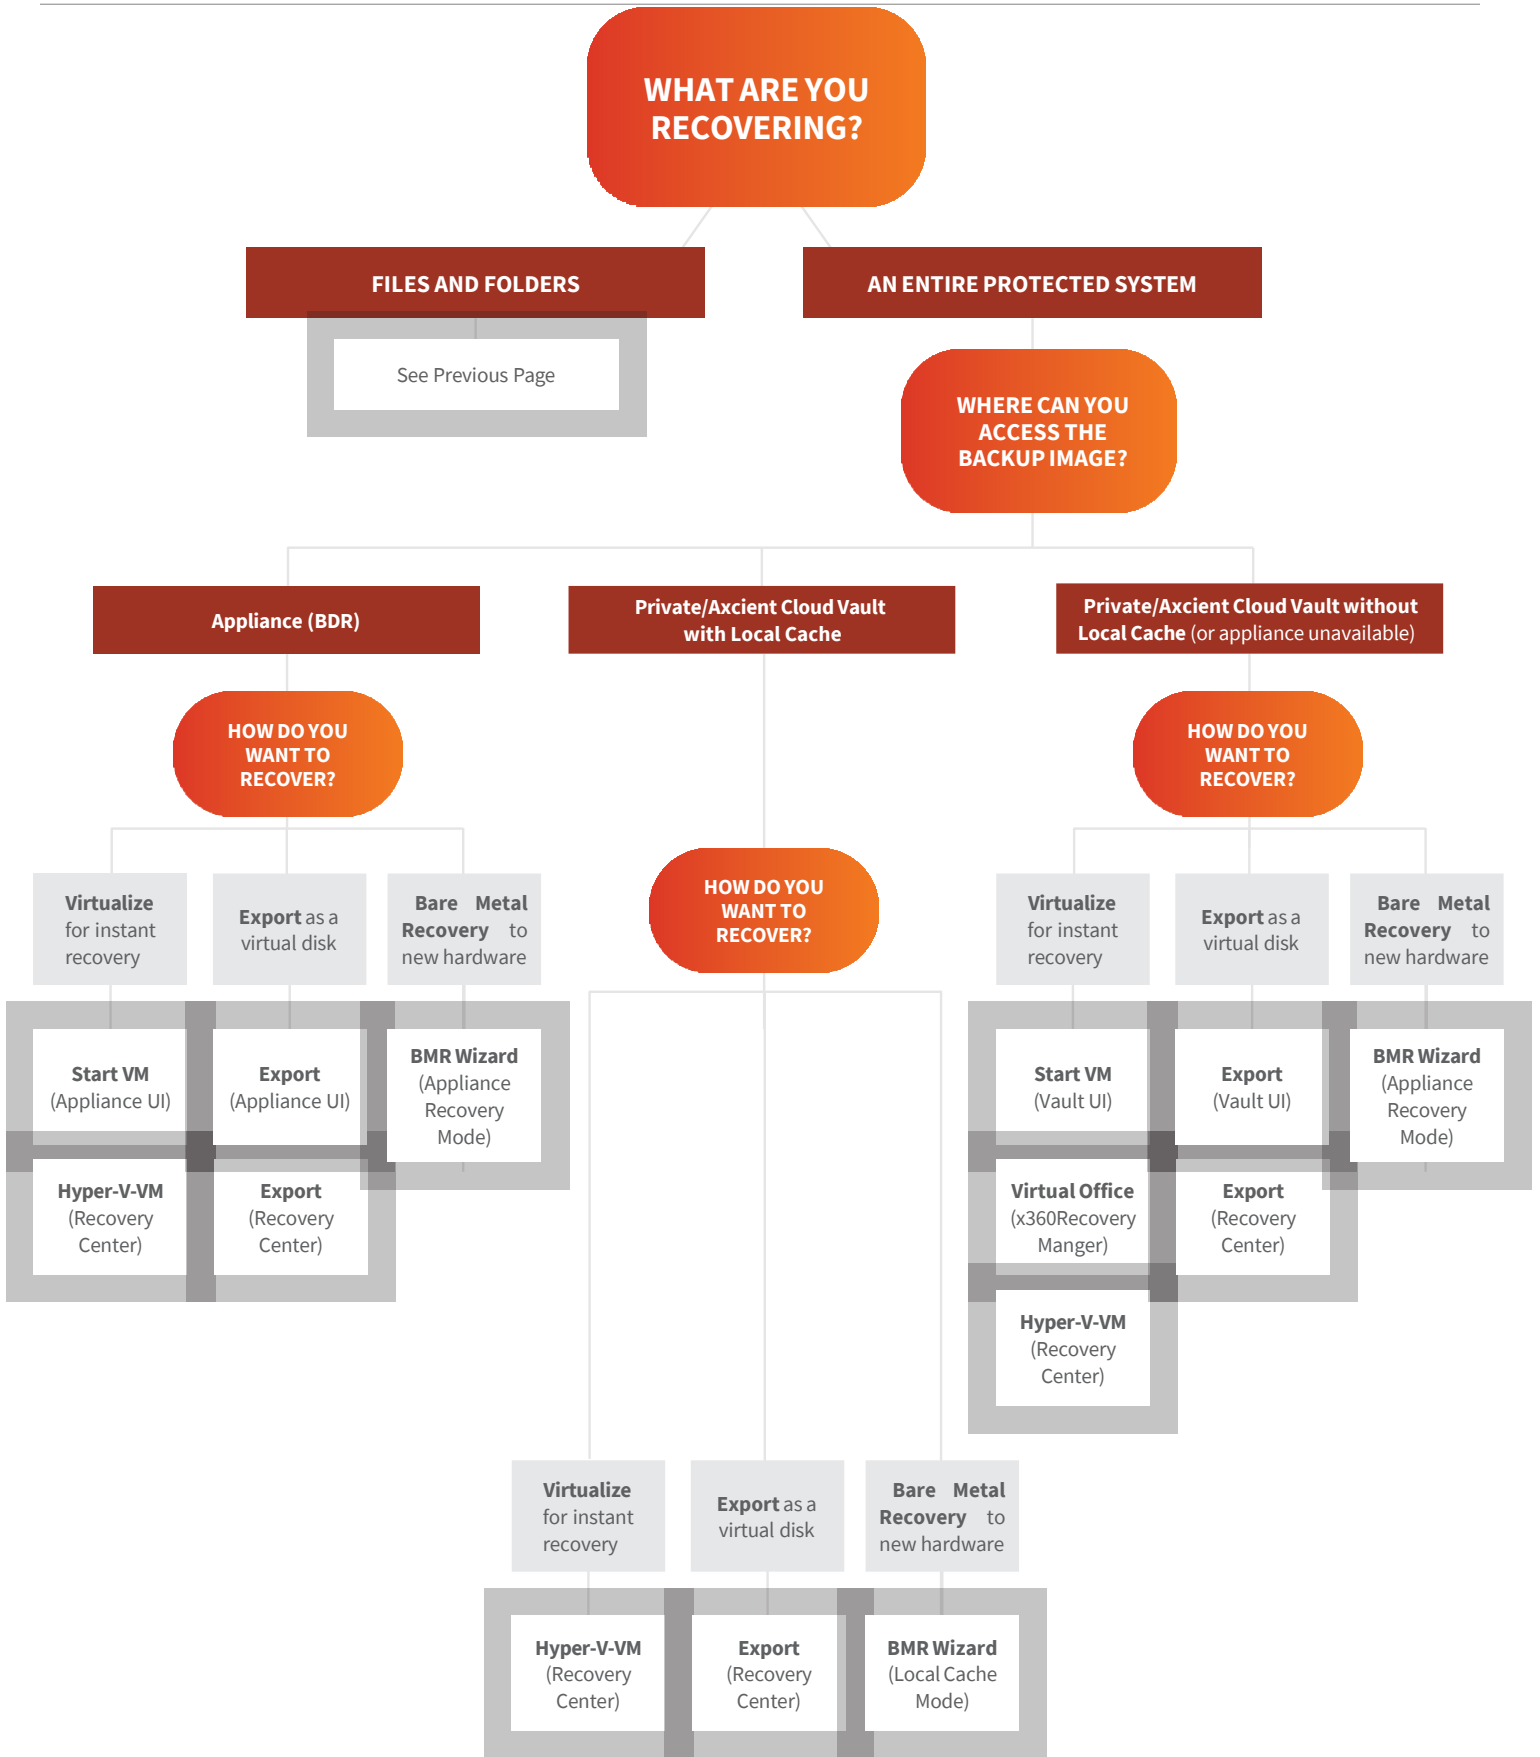 WHAT ARE YOU
RECOVERING?
FILES AND FOLDERS
AN ENTIRE PROTECTED SYSTEM
See Previous Page
WHERE CAN YOU
ACCESS THE
BACKUP IMAGE?
Appliance (BDR)
Private/Axcient Cloud Vault
with Local Cache
Private/Axcient Cloud Vault without
Local Cache (or appliance unavailable)
HOW DO YOU
WANT TO
RECOVER?
Virtualize
for instant
recovery
Export as a
virtual disk
Bare Metal
Recovery to
new hardware
Start VM
(Appliance UI)
Export
(Appliance UI)
BMR Wizard
(Appliance
Recovery
Mode)
Hyper-V-VM
(Recovery
Center)
Export
(Recovery
Center)
HOW DO YOU
WANT TO
RECOVER?
Virtualize
for instant
recovery
Export as a
virtual disk
Bare Metal
Recovery to
new hardware
Hyper-V-VM
(Recovery
Center)
Export
(Recovery
Center)
BMR Wizard
(Local Cache
Mode)
HOW DO YOU
WANT TO
RECOVER?
Virtualize
for instant
recovery
Export as a
virtual disk
Bare Metal
Recovery to
new hardware
Start VM
(Vault UI)
Export
(Vault UI)
BMR Wizard
(Appliance
Recovery
Mode)
Virtual Office
(x360Recovery
Manger)
Export
(Recovery
Center)
Hyper-V-VM
(Recovery
Center)